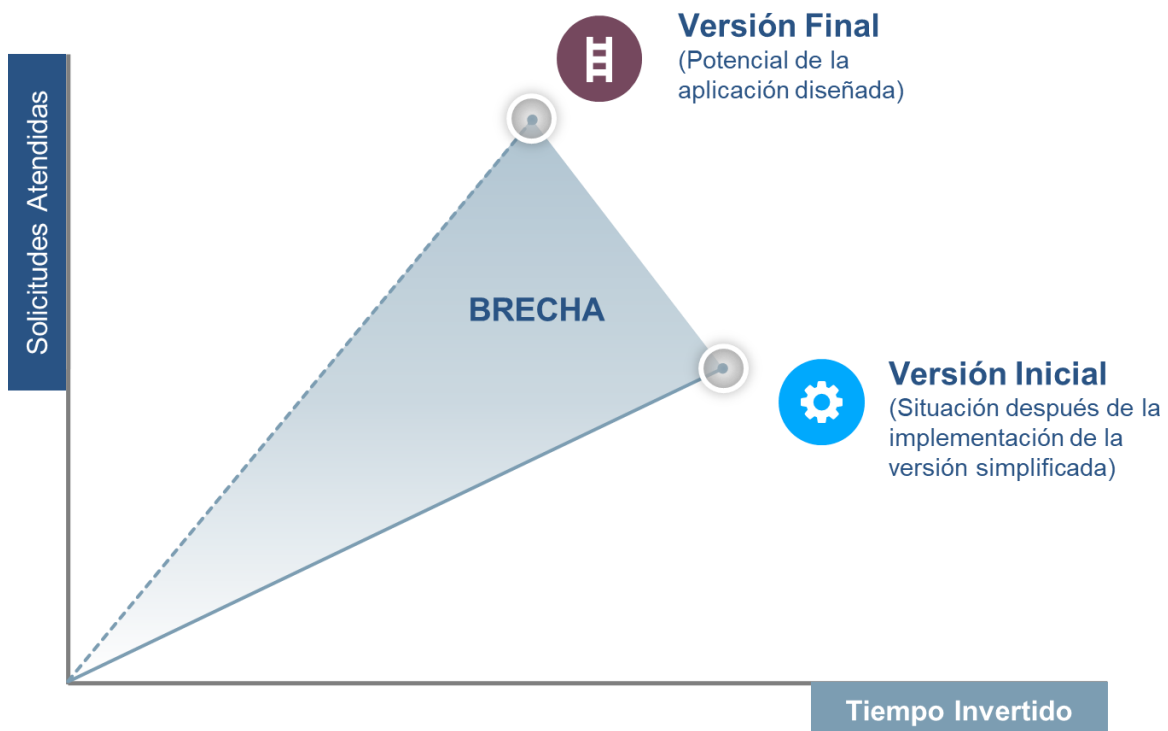 Versión Final
(Potencial de la
aplicación diseñada)
Solicitudes Atendidas
BRECHA
Versión Inicial
(Situación después de la
implementación de la
versión simplificada)
Tiempo Invertido